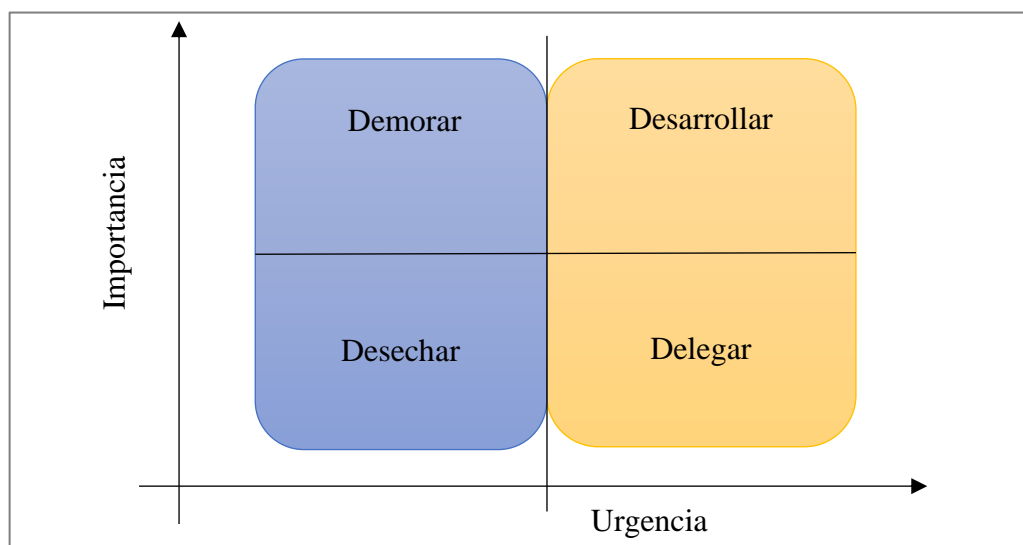 Demorar
Desarrollar
Importancia
Desechar
Delegar
Urgencia